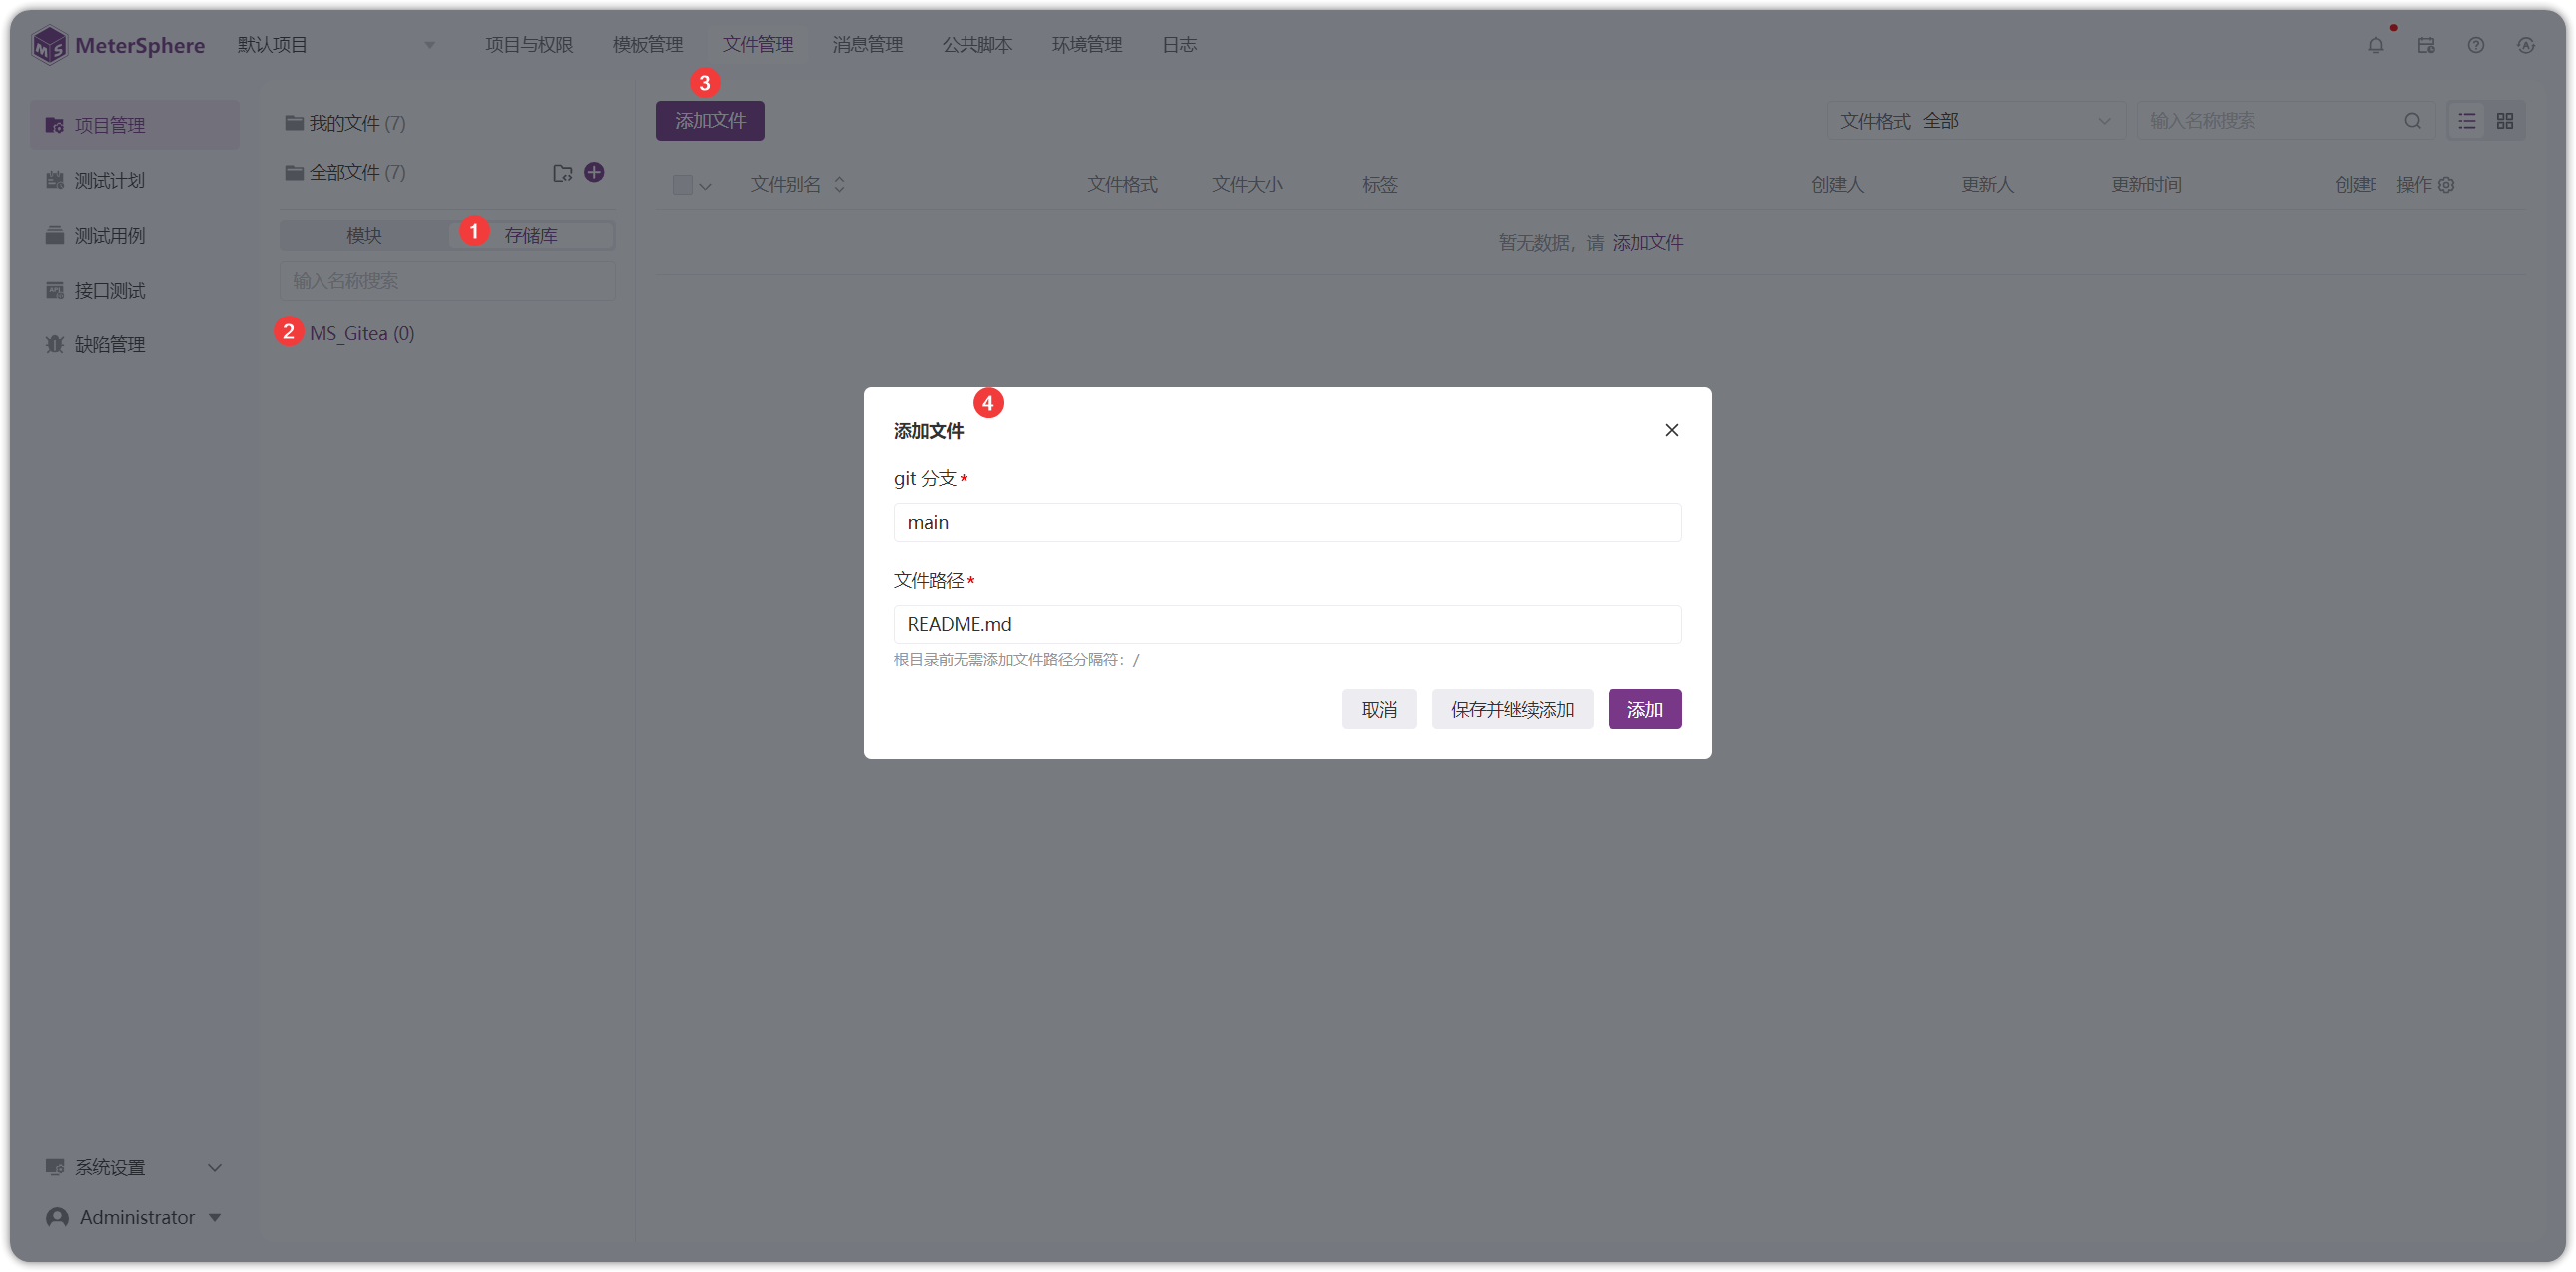 MeterSphere 默认项目 项目与权限 模板管理 文件管理 消息管理 公共脚本 环境管理 日志
项目管理
测试计划
测试用例
接口测试
缺陷管理
系统设置
Administrator
我的文件 (7)
全部文件 (7)
模块 1 存储库
输入名称搜索
2 MS_Gitea (0)
3
添加文件 文件格式 全部 输入名称搜索
文件别名 文件格式 文件大小 标签 创建人 更新人 更新时间 创建 操作
暂无数据，请 添加文件
4
添加文件
git 分支*
main
文件路径*
README.md
根目录前无需添加文件路径分隔符：/
取消 保存并继续添加 添加